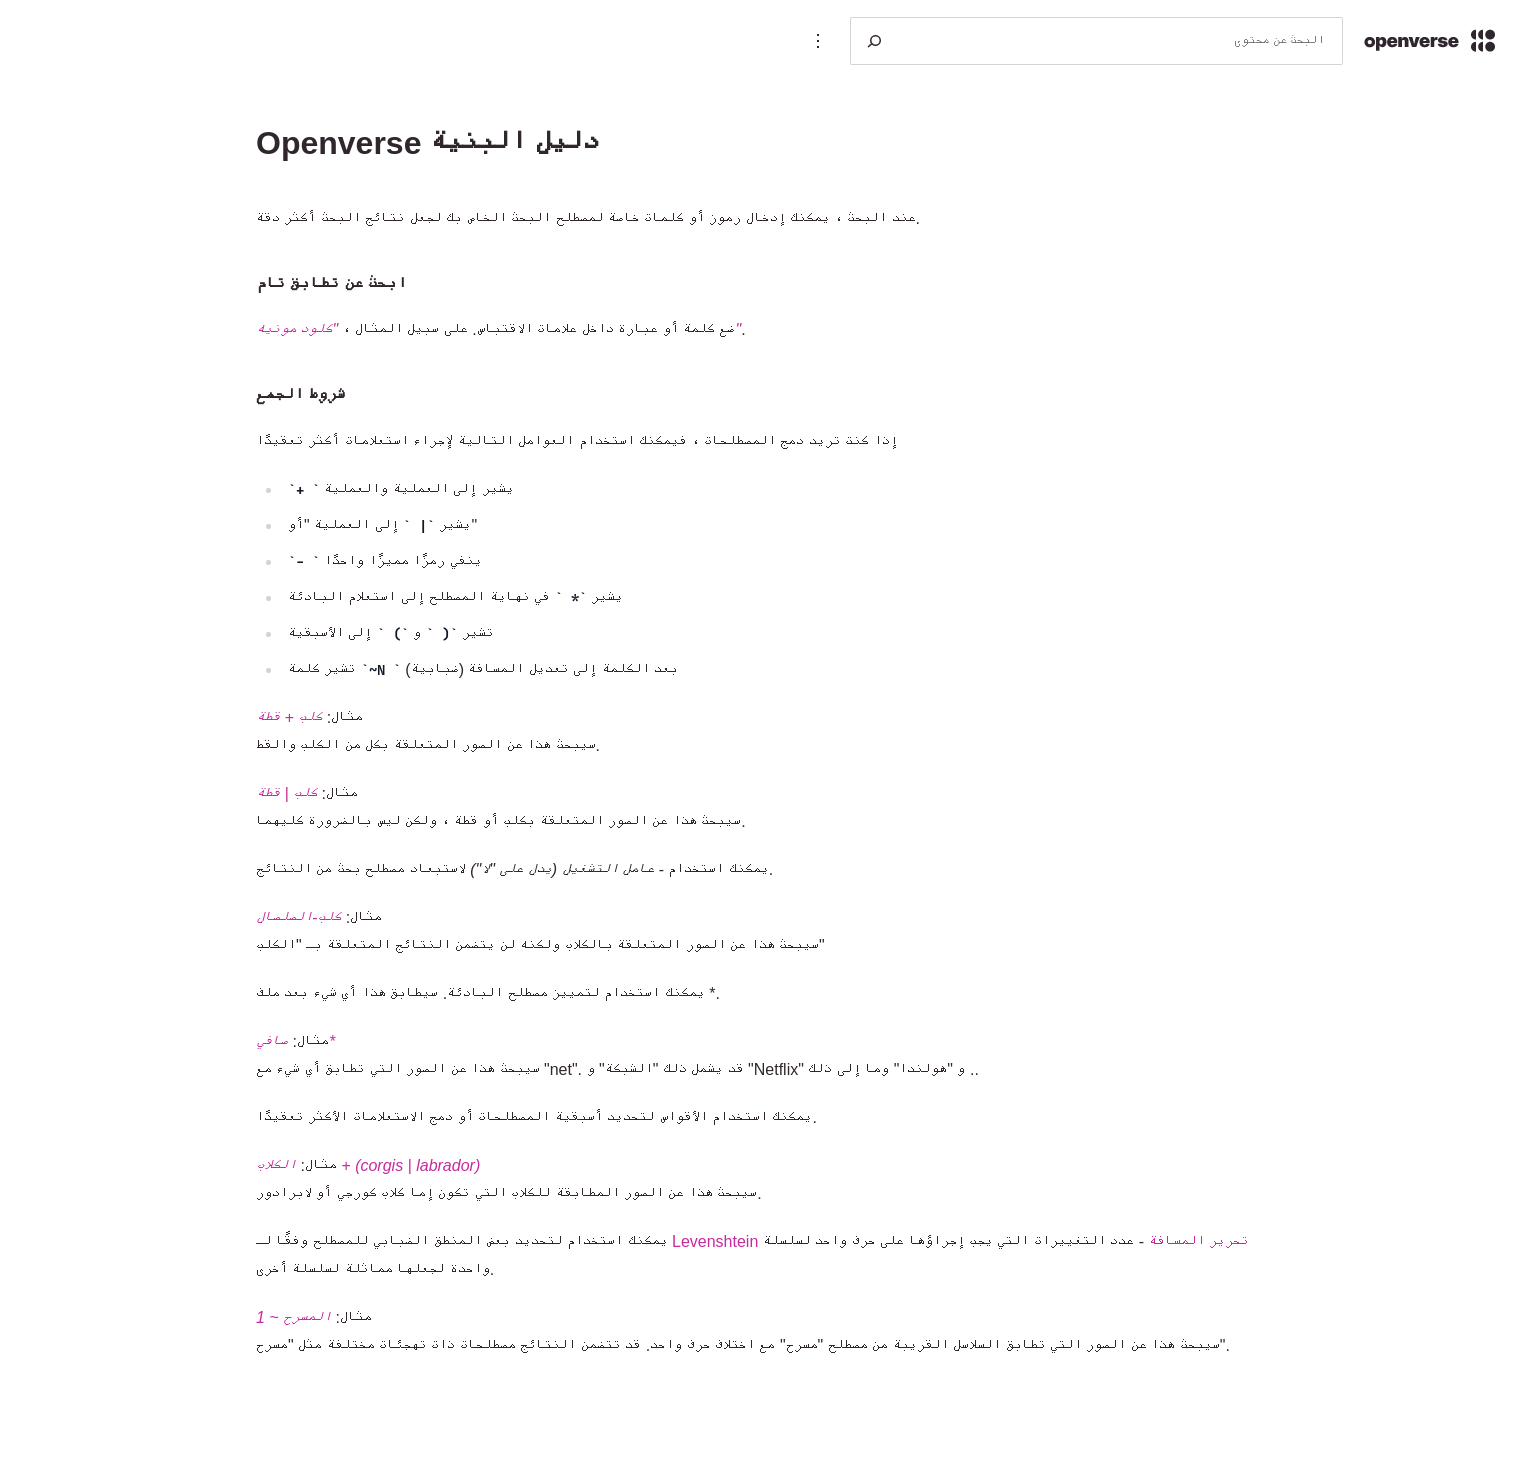 openverse
البحث عن محتوى
Openverse دليل البنية
عند البحث ، يمكنك إدخال رموز أو كلمات خاصة لمصطلح البحث الخاص بك لجعل نتائج البحث أكثر دقة.
ابحث عن تطابق تام
ضع كلمة أو عبارة داخل علامات الاقتباس. على سبيل المثال ، "كلود مونيه".
شروط الجمع
إذا كنت تريد دمج المصطلحات ، فيمكنك استخدام العوامل التالية لإجراء استعلامات أكثر تعقيدًا
يشير إلى العملية والعملية ` +`
يشير `| ` إلى العملية "أو"
ينفي رمزًا مميزًا واحدًا ` -`
يشير `* ` في نهاية المصطلح إلى استعلام البادئة
تشير `( ` و `) ` إلى الأسبقية
بعد الكلمة إلى تعديل المسافة (ضبابية) ` ~N` تشير كلمة
مثال: كلب + قطة
سيبحث هذا عن الصور المتعلقة بكل من الكلب والقط.
مثال: كلب | قطة
سيبحث هذا عن الصور المتعلقة بكلب أو قطة ، ولكن ليس بالضرورة كليهما.
يمكنك استخدام - عامل التشغيل (يدل على "لا") لاستبعاد مصطلح بحث من النتائج.
مثال: كلب-الصلصال
سيبحث هذا عن الصور المتعلقة بالكلاب ولكنه لن يتضمن النتائج المتعلقة بـ "الكلب"
يمكنك استخدام لتمييز مصطلح البادئة. سيطابق هذا أي شيء بعد ملف *.
مثال: صافي*
سيبحث هذا عن الصور التي تطابق أي شيء مع "net". قد يشمل ذلك "الشبكة" و "Netflix" و "هولندا" وما إلى ذلك ..
يمكنك استخدام الأقواس لتحديد أسبقية المصطلحات أو دمج الاستعلامات الأكثر تعقيدًا.
مثال: الكلاب + (corgis | labrador)
سيبحث هذا عن الصور المطابقة للكلاب التي تكون إما كلاب كورجي أو لابرادور.
يمكنك استخدام لتحديد بعض المنطق الضبابي للمصطلح وفقًا لـ Levenshtein تحرير المسافة - عدد التغييرات التي يجب إجراؤها على حرف واحد لسلسلة
واحدة لجعلها مماثلة لسلسلة أخرى.
مثال: المسرح ~ 1
سيبحث هذا عن الصور التي تطابق السلاسل القريبة من مصطلح "مسرح" مع اختلاف حرف واحد. قد تتضمن النتائج مصطلحات ذات تهجئات مختلفة مثل "مسرح".